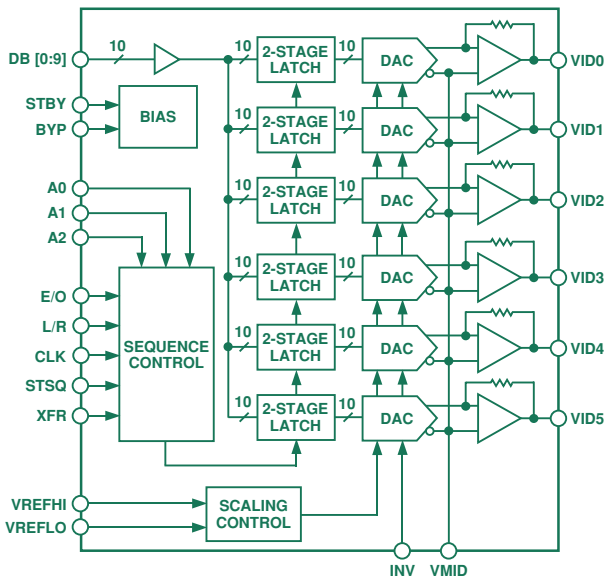 10
10
2-STAGE
LATCH
10
DAC
DB [0:9]
VID0
STBY
BYP
BIAS
10
2-STAGE
LATCH
10
DAC
VID1
A0
A1
A2
10
2-STAGE
LATCH
10
DAC
VID2
E/O
L/R
CLK
STSQ
XFR
SEQUENCE
CONTROL
10
2-STAGE
LATCH
10
DAC
VID3
10
2-STAGE
LATCH
10
DAC
VID4
10
2-STAGE
LATCH
10
DAC
VID5
VREFHI
VREFLO
SCALING
CONTROL
INV
VMID